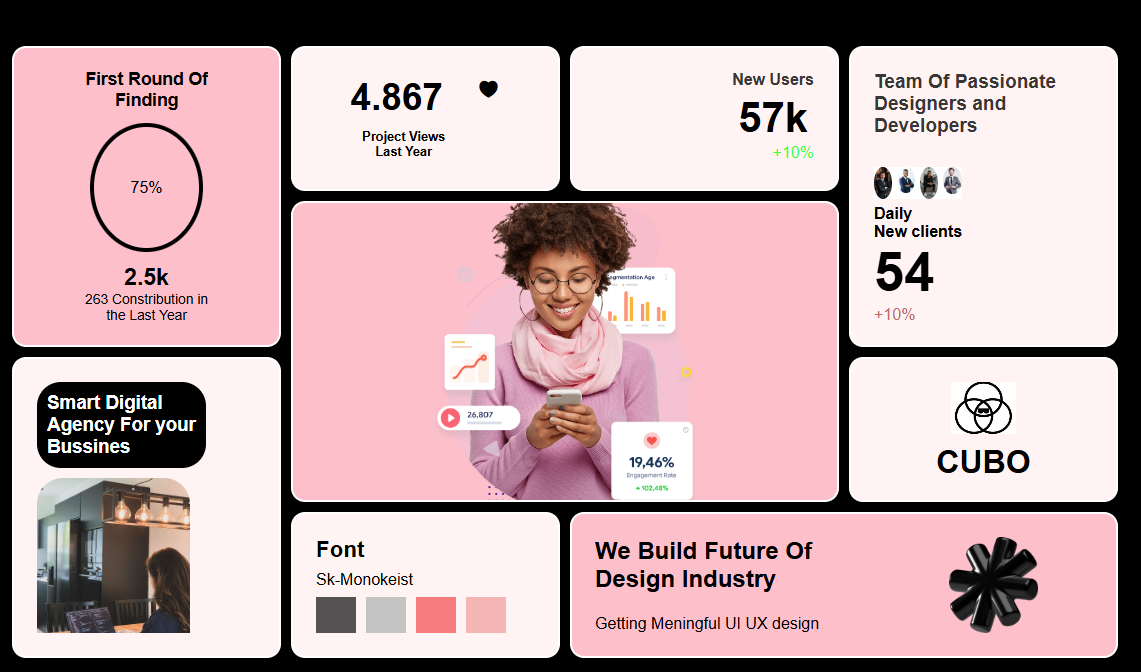 First Round Of
Finding
75%
2.5k
263 Constribution in
the Last Year
4.867
Project Views
Last Year
New Users
57k
+10%
Team Of Passionate
Designers and
Developers
Daily
New clients
54
+10%
egmentation Age
26,807
19,46%
Engagement Rate
+ 102,48%
Smart Digital
Agency For your
Bussines
CUBO
Font
Sk-Monokeist
We Build Future Of
Design Industry
Getting Meningful UI UX design